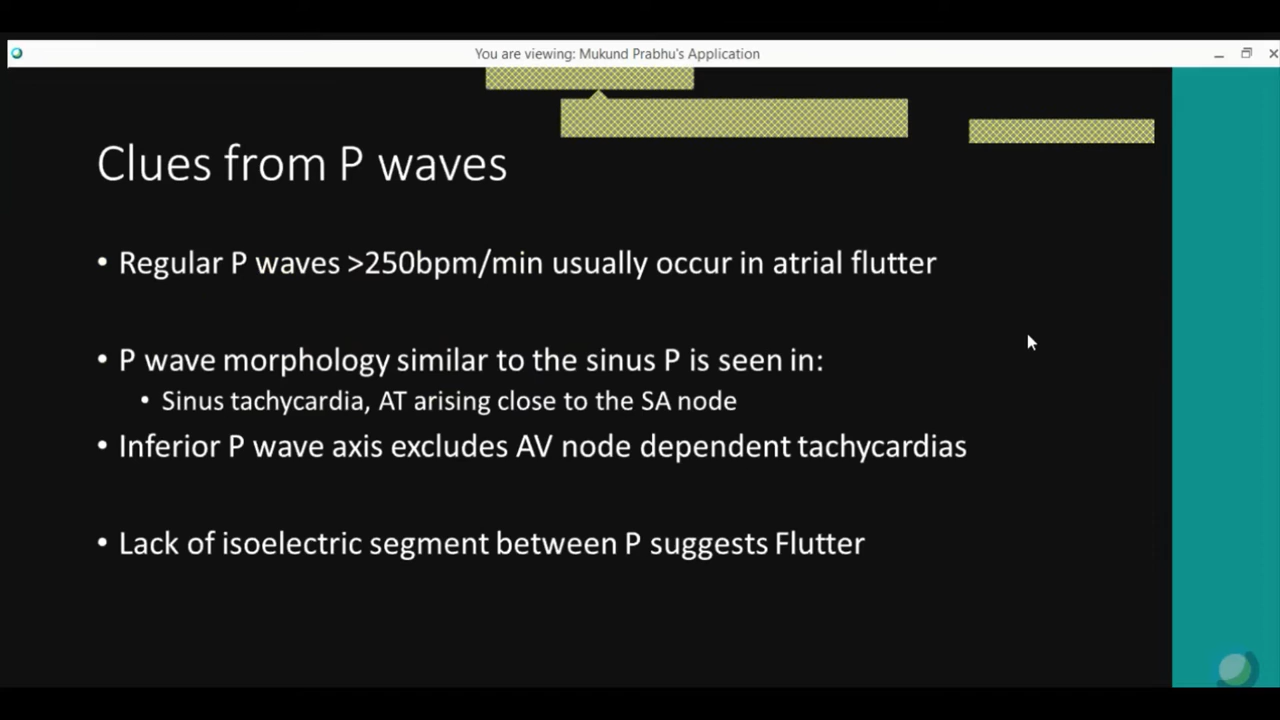 You are viewing: Mukund Prabhu's Application
Clues from P waves
• Regular P waves >250bpm/min usually occur in atrial flutter
• P wave morphology similar to the sinus P is seen in:
• Sinus tachycardia, AT arising close to the SA node
• Inferior P wave axis excludes AV node dependent tachycardias
• Lack of isoelectric segment between P suggests Flutter